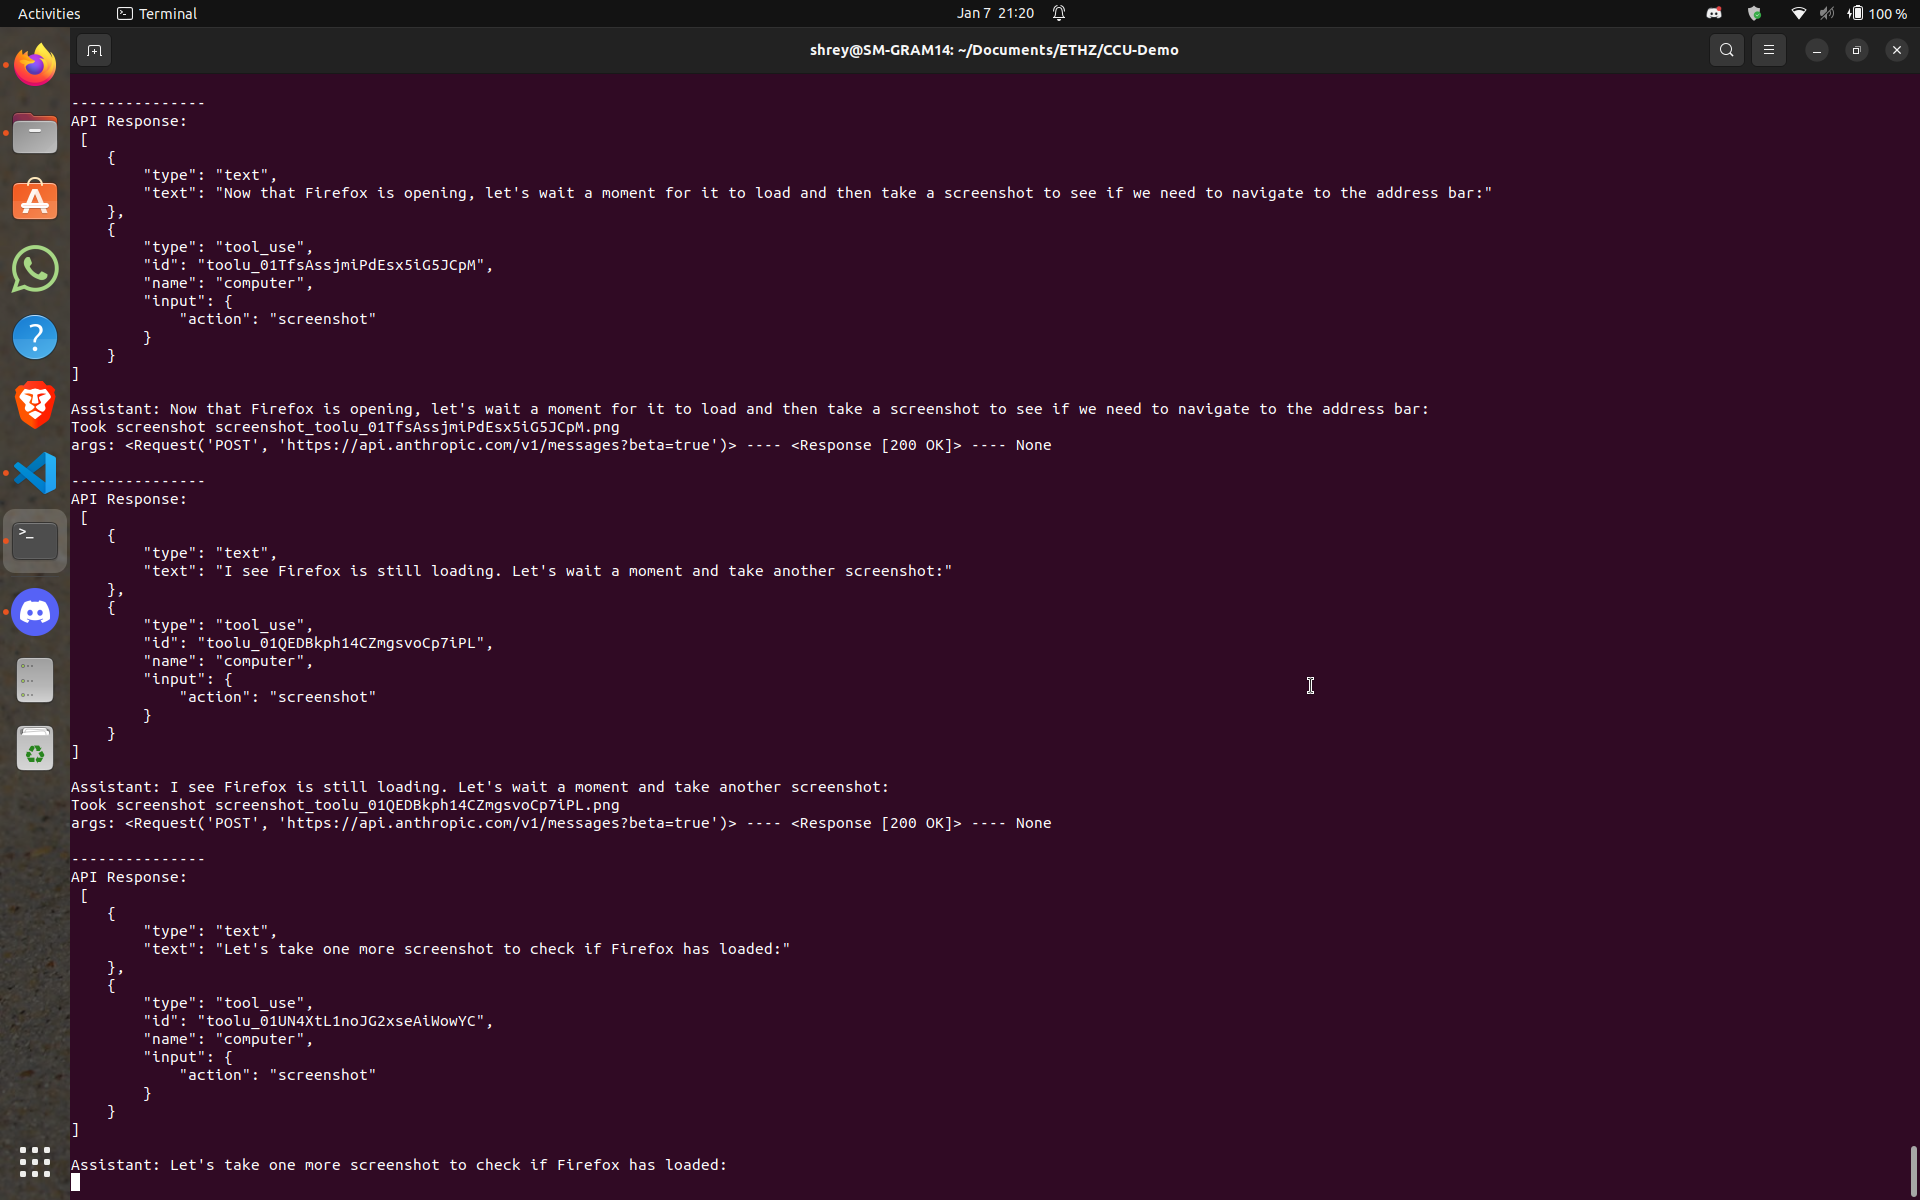 Activities
Terminal
Jan 7 21:20
100 %
shrey@SM-GRAM14: ~/Documents/ETHZ/CCU-Demo
---------------
API Response:
 [
    {
        "type": "text",
        "text": "Now that Firefox is opening, let's wait a moment for it to load and then take a screenshot to see if we need to navigate to the address bar:"
    },
    {
        "type": "tool_use",
        "id": "toolu_01TfsAssjmiPdEsx5iG5JCpM",
        "name": "computer",
        "input": {
            "action": "screenshot"
        }
    }
]
Assistant: Now that Firefox is opening, let's wait a moment for it to load and then take a screenshot to see if we need to navigate to the address bar:
Took screenshot screenshot_toolu_01TfsAssjmiPdEsx5iG5JCpM.png
args: <Request('POST', 'https://api.anthropic.com/v1/messages?beta=true')> ---- <Response [200 OK]> ---- None
---------------
API Response:
 [
    {
        "type": "text",
        "text": "I see Firefox is still loading. Let's wait a moment and take another screenshot:"
    },
    {
        "type": "tool_use",
        "id": "toolu_01QEDBkph14CZmgsvoCp7iPL",
        "name": "computer",
        "input": {
            "action": "screenshot"
        }
    }
]
Assistant: I see Firefox is still loading. Let's wait a moment and take another screenshot:
Took screenshot screenshot_toolu_01QEDBkph14CZmgsvoCp7iPL.png
args: <Request('POST', 'https://api.anthropic.com/v1/messages?beta=true')> ---- <Response [200 OK]> ---- None
---------------
API Response:
 [
    {
        "type": "text",
        "text": "Let's take one more screenshot to check if Firefox has loaded:"
    },
    {
        "type": "tool_use",
        "id": "toolu_01UN4XtL1noJG2xseAiWowYC",
        "name": "computer",
        "input": {
            "action": "screenshot"
        }
    }
]
Assistant: Let's take one more screenshot to check if Firefox has loaded: